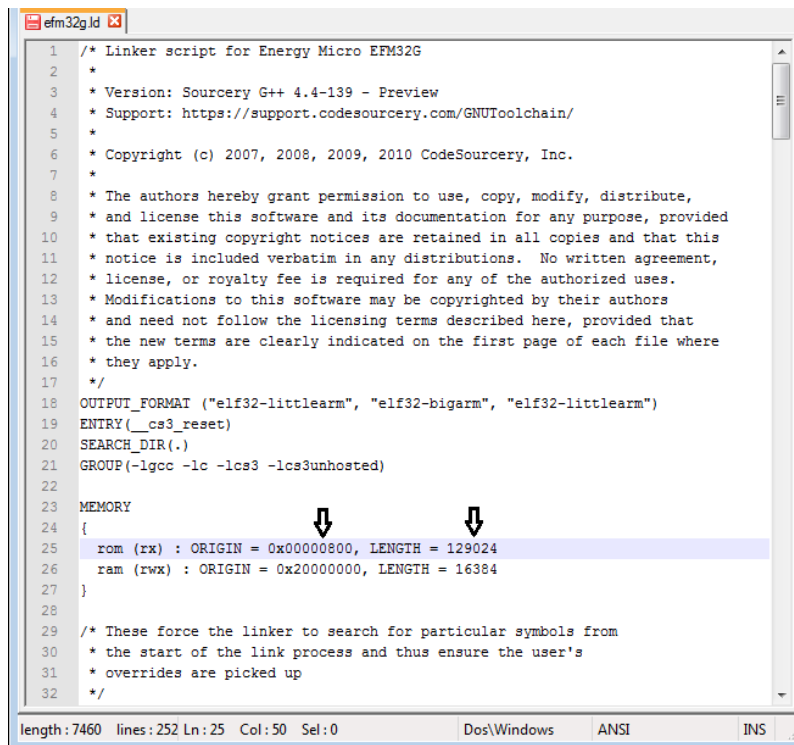 efm32g.ld
1 /* Linker script for Energy Micro EFM32G
2  *
3  * Version: Sourcery G++ 4.4-139 - Preview
4  * Support: https://support.codesourcery.com/GNUToolchain/
5  *
6  * Copyright (c) 2007, 2008, 2009, 2010 CodeSourcery, Inc.
7  *
8  * The authors hereby grant permission to use, copy, modify, distribute,
9  * and license this software and its documentation for any purpose, provided
10  * that existing copyright notices are retained in all copies and that this
11  * notice is included verbatim in any distributions.  No written agreement,
12  * license, or royalty fee is required for any of the authorized uses.
13  * Modifications to this software may be copyrighted by their authors
14  * and need not follow the licensing terms described here, provided that
15  * the new terms are clearly indicated on the first page of each file where
16  * they apply.
17  */
18 OUTPUT_FORMAT ("elf32-littlearm", "elf32-bigarm", "elf32-littlearm")
19 ENTRY(__cs3_reset)
20 SEARCH_DIR(.)
21 GROUP(-lgcc -lc -lcs3 -lcs3unhosted)
22
23 MEMORY
24 {
25   rom (rx) : ORIGIN = 0x00000800, LENGTH = 129024
26   ram (rwx) : ORIGIN = 0x20000000, LENGTH = 16384
27 }
28
29 /* These force the linker to search for particular symbols from
30  * the start of the link process and thus ensure the user's
31  * overrides are picked up
32  */
length : 7460 lines : 252 Ln : 25 Col : 50 Sel : 0 Dos\Windows ANSI INS